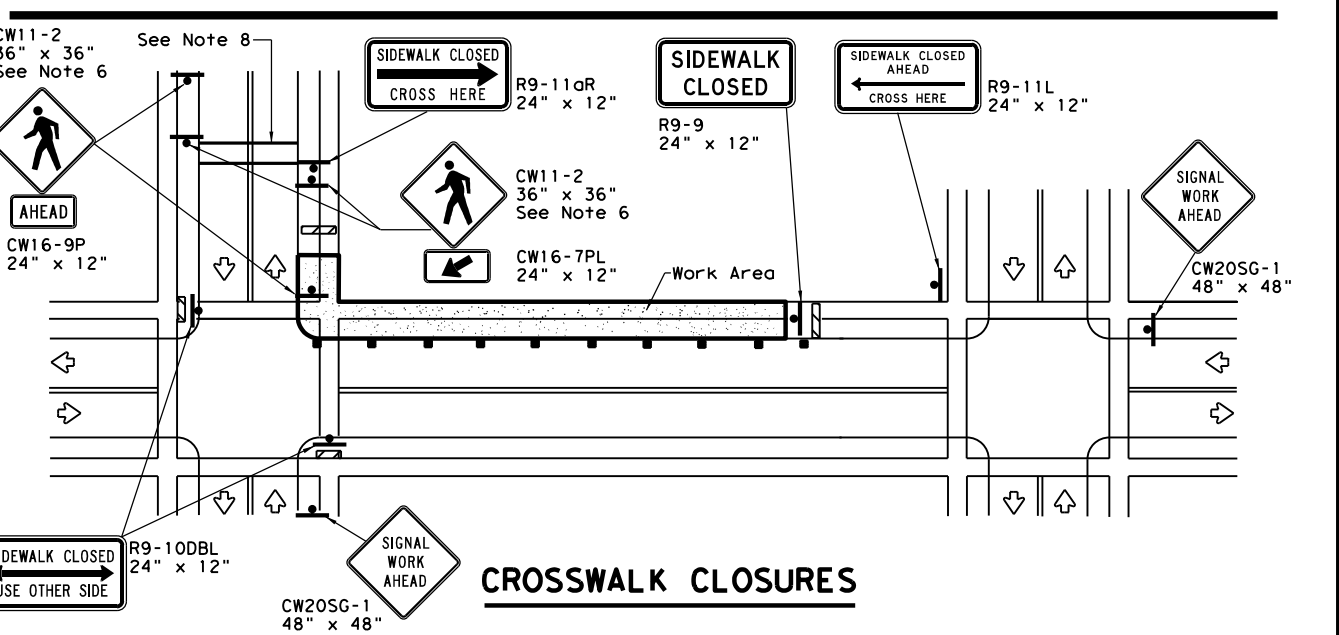 CW11-2
36" x 36"
See Note 6
See Note 8
AHEAD
CW16-9P
24" x 12"
SIDEWALK CLOSED
CROSS HERE
R9-11aR
24" x 12"
CW11-2
36" x 36"
See Note 6
CW16-7PL
24" x 12"
SIDEWALK
CLOSED
R9-9
24" x 12"
SIDEWALK CLOSED
AHEAD
CROSS HERE
R9-11L
24" x 12"
SIGNAL
WORK
AHEAD
CW20SG-1
48" x 48"
Work Area
DEWALK CLOSED
USE OTHER SIDE
R9-10DBL
24" x 12"
SIGNAL
WORK
AHEAD
CW20SG-1
48" x 48"
CROSSWALK CLOSURES